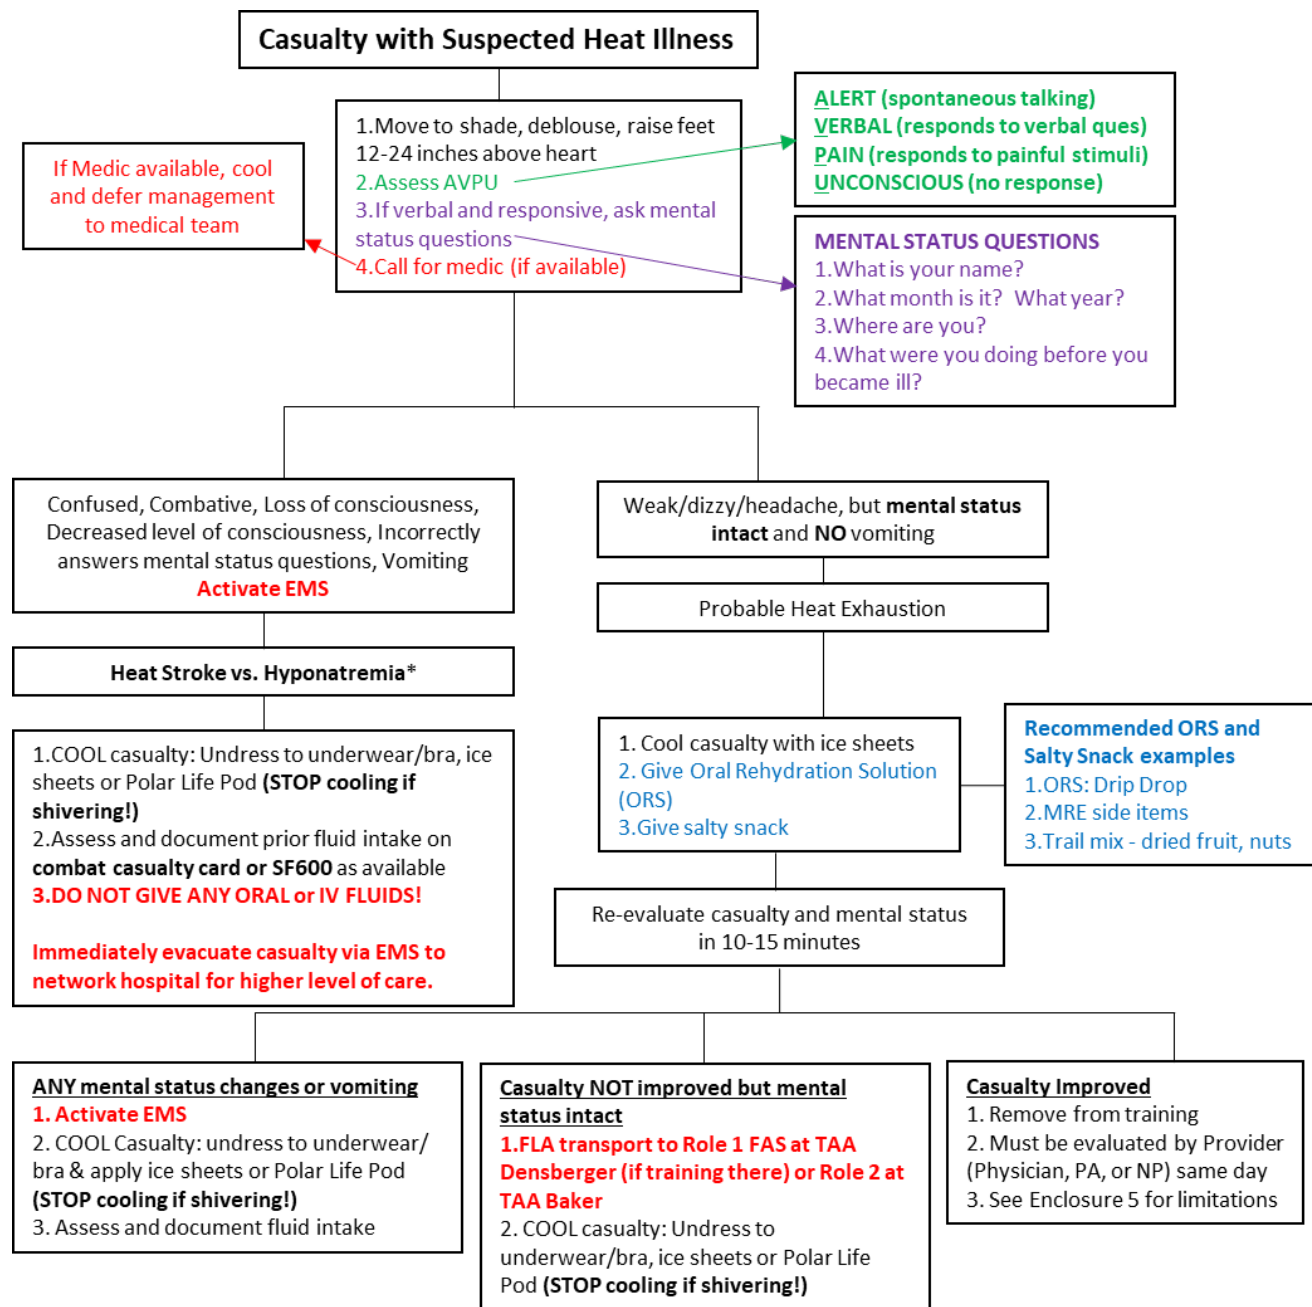 Casualty with Suspected Heat Illness
1.Move to shade, deblouse, raise feet
12-24 inches above heart
2.Assess AVPU
3.If verbal and responsive, ask mental
status questions
4.Call for medic (if available)
ALERT (spontaneous talking)
VERBAL (responds to verbal ques)
PAIN (responds to painful stimuli)
UNCONSCIOUS (no response)
If Medic available, cool
and defer management
to medical team
MENTAL STATUS QUESTIONS
1.What is your name?
2.What month is it?  What year?
3.Where are you?
4.What were you doing before you
became ill?
Confused, Combative, Loss of consciousness,
Decreased level of consciousness, Incorrectly
answers mental status questions, Vomiting
Activate EMS
Weak/dizzy/headache, but mental status
intact and NO vomiting
Probable Heat Exhaustion
Heat Stroke vs. Hyponatremia*
1.COOL casualty: Undress to underwear/bra, ice
sheets or Polar Life Pod (STOP cooling if
shivering!)
2.Assess and document prior fluid intake on
combat casualty card or SF600 as available
3.DO NOT GIVE ANY ORAL or IV FLUIDS!
Immediately evacuate casualty via EMS to
network hospital for higher level of care.
1. Cool casualty with ice sheets
2. Give Oral Rehydration Solution
(ORS)
3.Give salty snack
Recommended ORS and
Salty Snack examples
1.ORS: Drip Drop
2.MRE side items
3.Trail mix - dried fruit, nuts
Re-evaluate casualty and mental status
in 10-15 minutes
ANY mental status changes or vomiting
1. Activate EMS
2. COOL Casualty: undress to underwear/
bra & apply ice sheets or Polar Life Pod
(STOP cooling if shivering!)
3. Assess and document fluid intake
Casualty NOT improved but mental
status intact
1.FLA transport to Role 1 FAS at TAA
Densberger (if training there) or Role 2 at
TAA Baker
2. COOL casualty: Undress to
underwear/bra, ice sheets or Polar Life
Pod (STOP cooling if shivering!)
Casualty Improved
1. Remove from training
2. Must be evaluated by Provider
(Physician, PA, or NP) same day
3. See Enclosure 5 for limitations